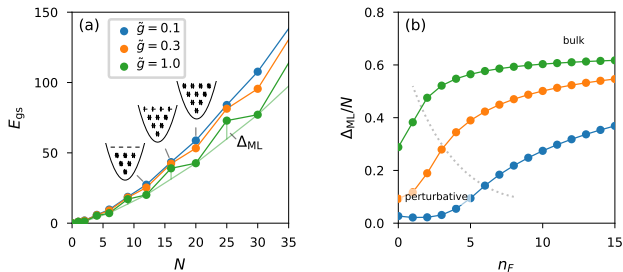 (a)
g̃ = 0.1
g̃ = 0.3
g̃ = 1.0
Δ_ML
E_gs
150
100
50
0
0 5 10 15 20 25 30 35
N
(b)
bulk
perturbative
Δ_ML/N
0.8
0.6
0.4
0.2
0.0
0 5 10 15
n_F